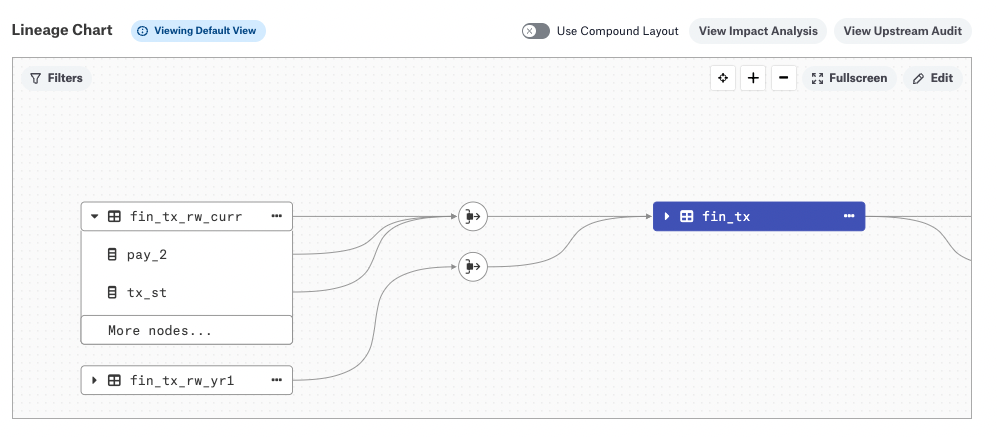 Lineage Chart
Viewing Default View
Use Compound Layout
View Impact Analysis
View Upstream Audit
Filters
Fullscreen
Edit
fin_tx_rw_curr
pay_2
tx_st
More nodes...
fin_tx_rw_yr1
fin_tx